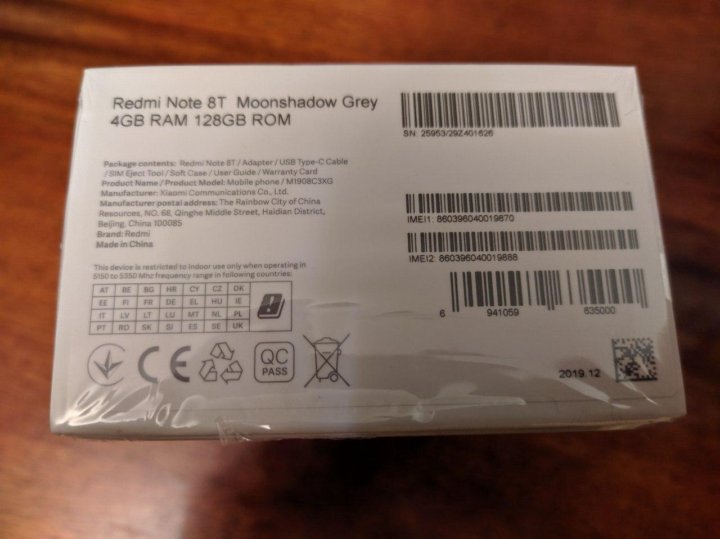 Redmi Note 8T Moonshadow Grey
4GB RAM 128GB ROM
SN: 25953/29Z401626
Package contents: Redmi Note 8T / Adapter / USB Type-C Cable
/ SIM Eject Tool / Soft Case / User Guide / Warranty Card
Product Name / Product Model: Mobile phone / M1908C3XG
Manufacturer: Xiaomi Communications Co., Ltd.
Manufacturer postal address: The Rainbow City of China
Resources, NO. 68, Qinghe Middle Street, Haidian District,
Beijing, China 100085
Brand: Redmi
Made in China
IMEI1: 860396040019870
IMEI2: 860396040019888
6 941059 635000
This device is restricted to indoor use only when operating in
5150 to 5350 Mhz frequency range in following countries:
AT BE BG HR CY CZ DK
EE FI FR DE EL HU IE
IT LV LT LU MT NL PL
PT RO SK SI ES SE UK
CE
QC
PASS
2019.12